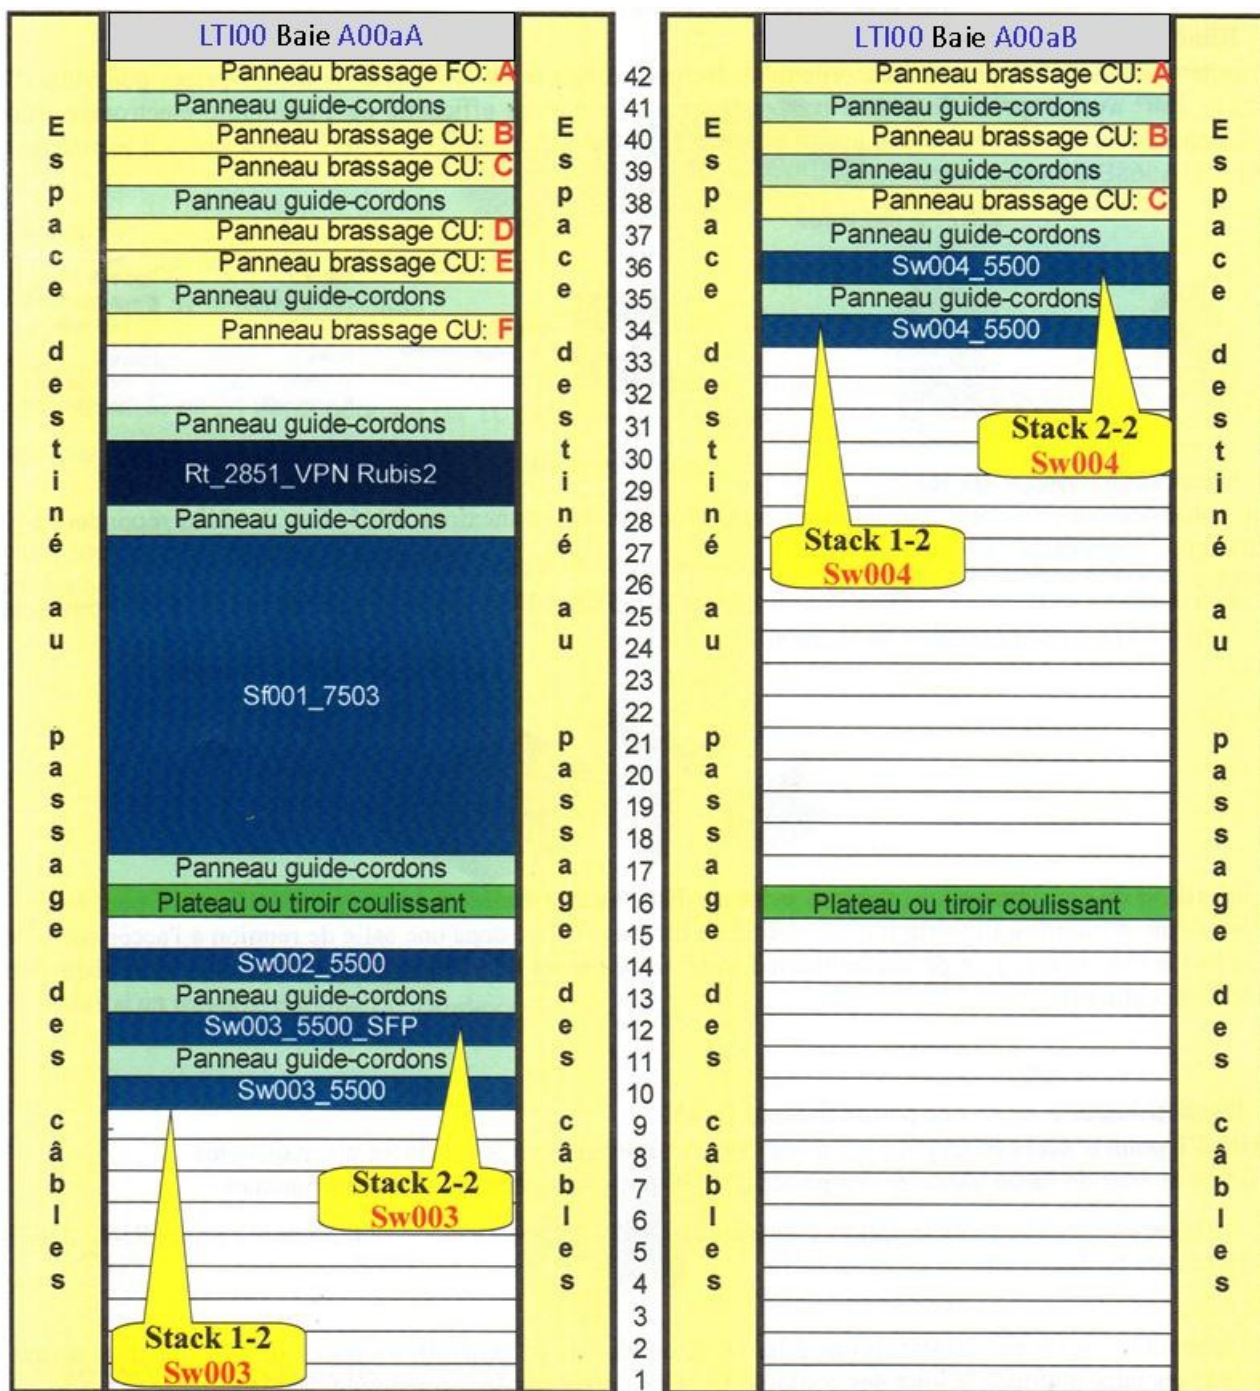 LTI00 Baie A00aA
Panneau brassage FO: A
Panneau guide-cordons
Panneau brassage CU: B
Panneau brassage CU: C
Panneau guide-cordons
Panneau brassage CU: D
Panneau brassage CU: E
Panneau guide-cordons
Panneau brassage CU: F
Panneau guide-cordons
Rt_2851_VPN Rubis2
Panneau guide-cordons
Sf001_7503
Panneau guide-cordons
Plateau ou tiroir coulissant
Sw002_5500
Panneau guide-cordons
Sw003_5500_SFP
Panneau guide-cordons
Sw003_5500
Stack 2-2
Sw003
Stack 1-2
Sw003
Espace destiné au passage des câbles
Espace destiné au passage des câbles
42
41
40
39
38
37
36
35
34
33
32
31
30
29
28
27
26
25
24
23
22
21
20
19
18
17
16
15
14
13
12
11
10
9
8
7
6
5
4
3
2
1
LTI00 Baie A00aB
Panneau brassage CU: A
Panneau guide-cordons
Panneau brassage CU: B
Panneau guide-cordons
Panneau brassage CU: C
Panneau guide-cordons
Sw004_5500
Panneau guide-cordons
Sw004_5500
Stack 2-2
Sw004
Stack 1-2
Sw004
Plateau ou tiroir coulissant
Espace destiné au passage des câbles
Espace destiné au passage des câbles